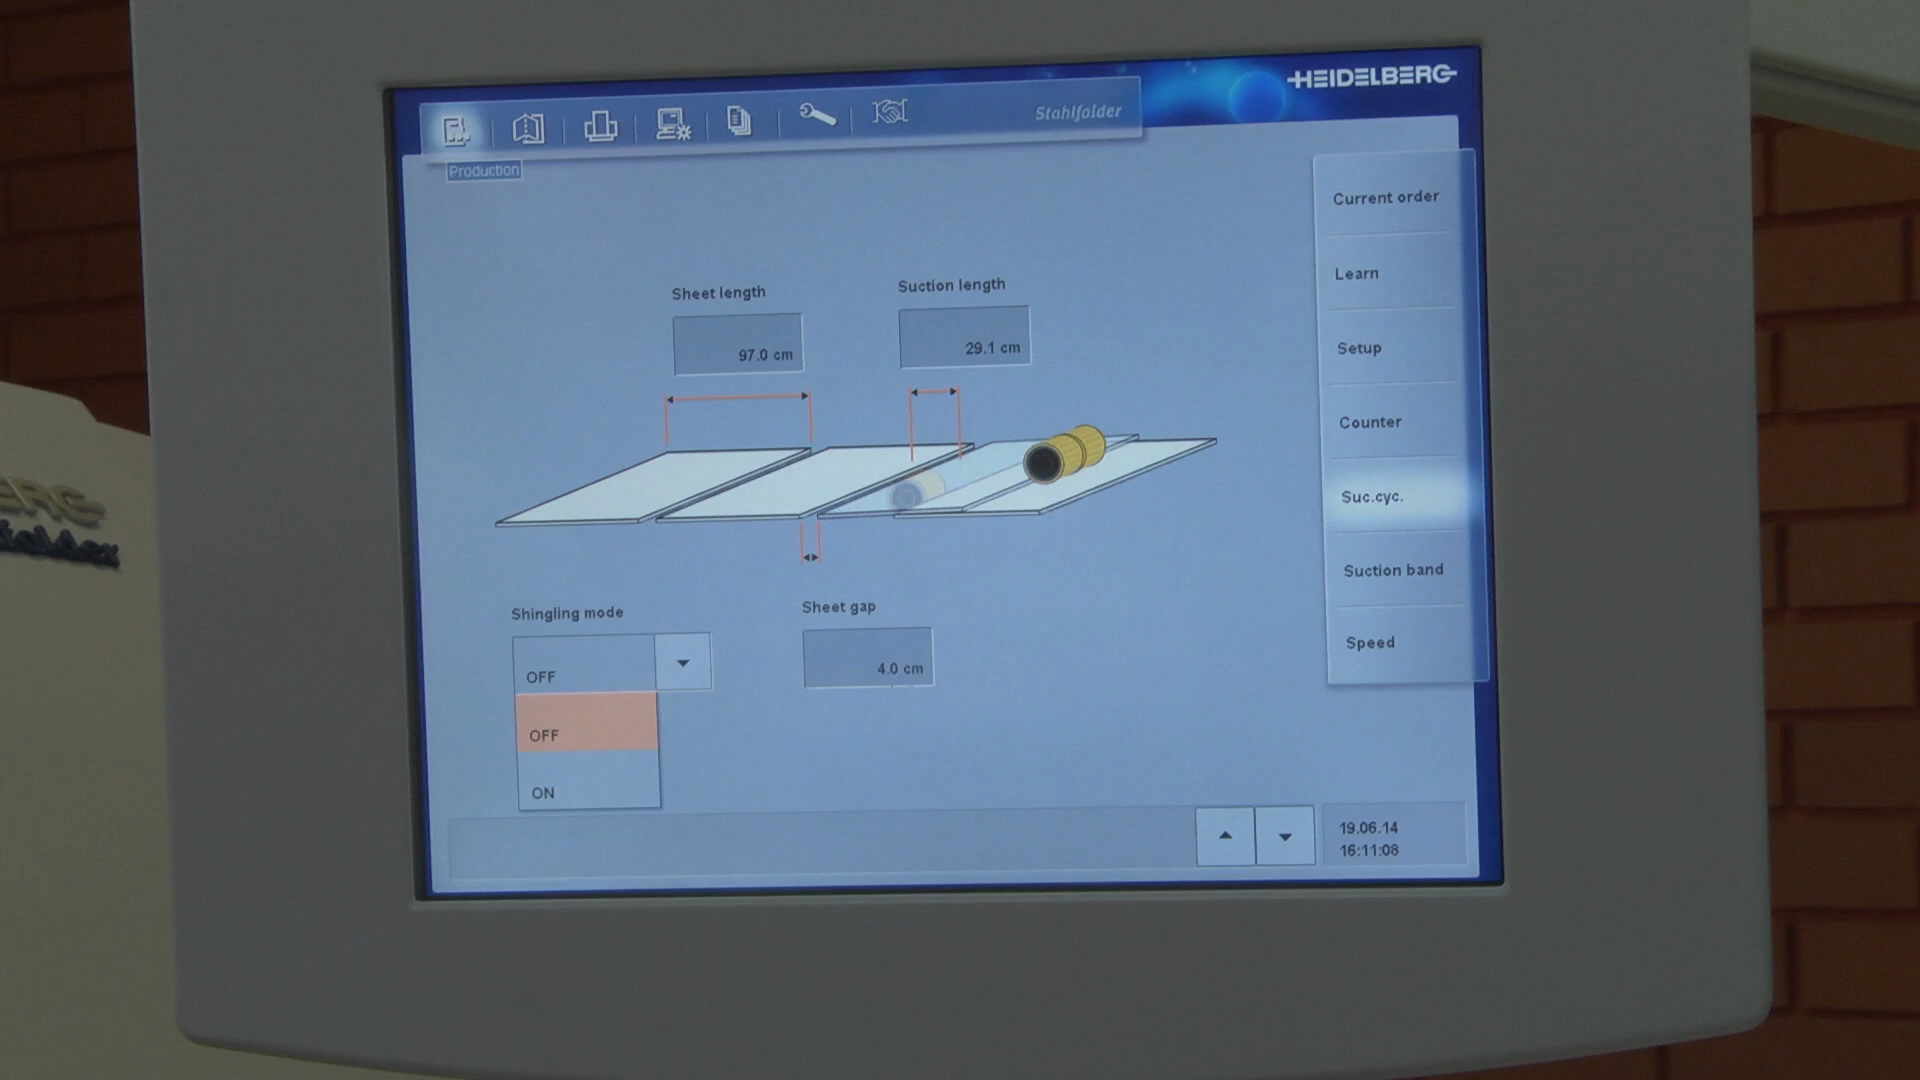 HEIDELBERG
Stahlfolder
Production
Current order
Learn
Setup
Counter
Suc.cyc.
Suction band
Speed
Sheet length
97.0 cm
Suction length
29.1 cm
Shingling mode
OFF
OFF
ON
Sheet gap
4.0 cm
19.06.14
16:11:08
ERG